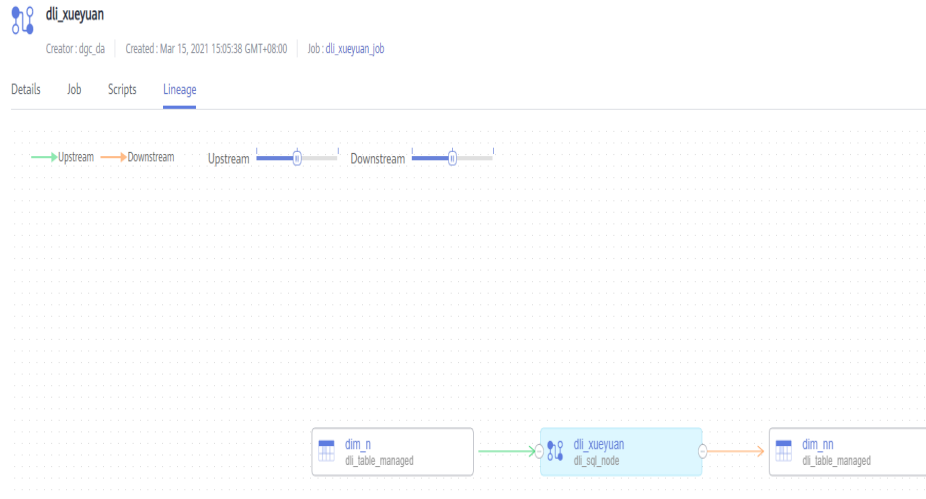 dli_xueyuan
Creator : dgc_da Created : Mar 15, 2021 15:05:38 GMT+08:00 Job : dli_xueyuan_job
Details Job Scripts Lineage
Upstream Downstream Upstream Downstream
dim_n dli_xueyuan dim_nn
dli_table_managed dli_sql_node dli_table_managed